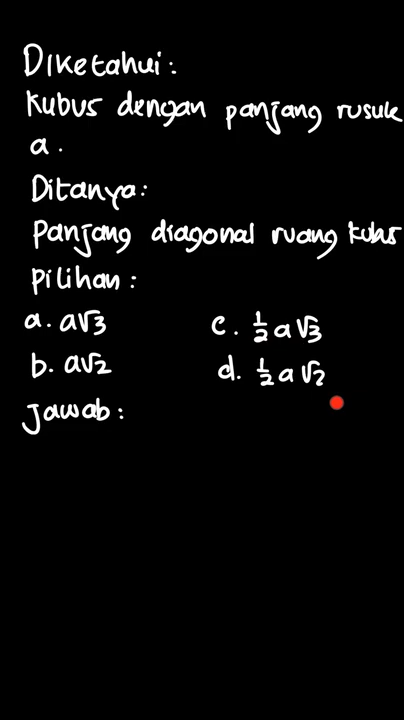 Diketahui:
Kubus dengan panjang rusuk
a.
Ditanya:
Panjang diagonal ruang kubus
Pilihan:
a. a√3 c. 1/2 a√3
b. a√2 d. 1/2 a√2
Jawab: